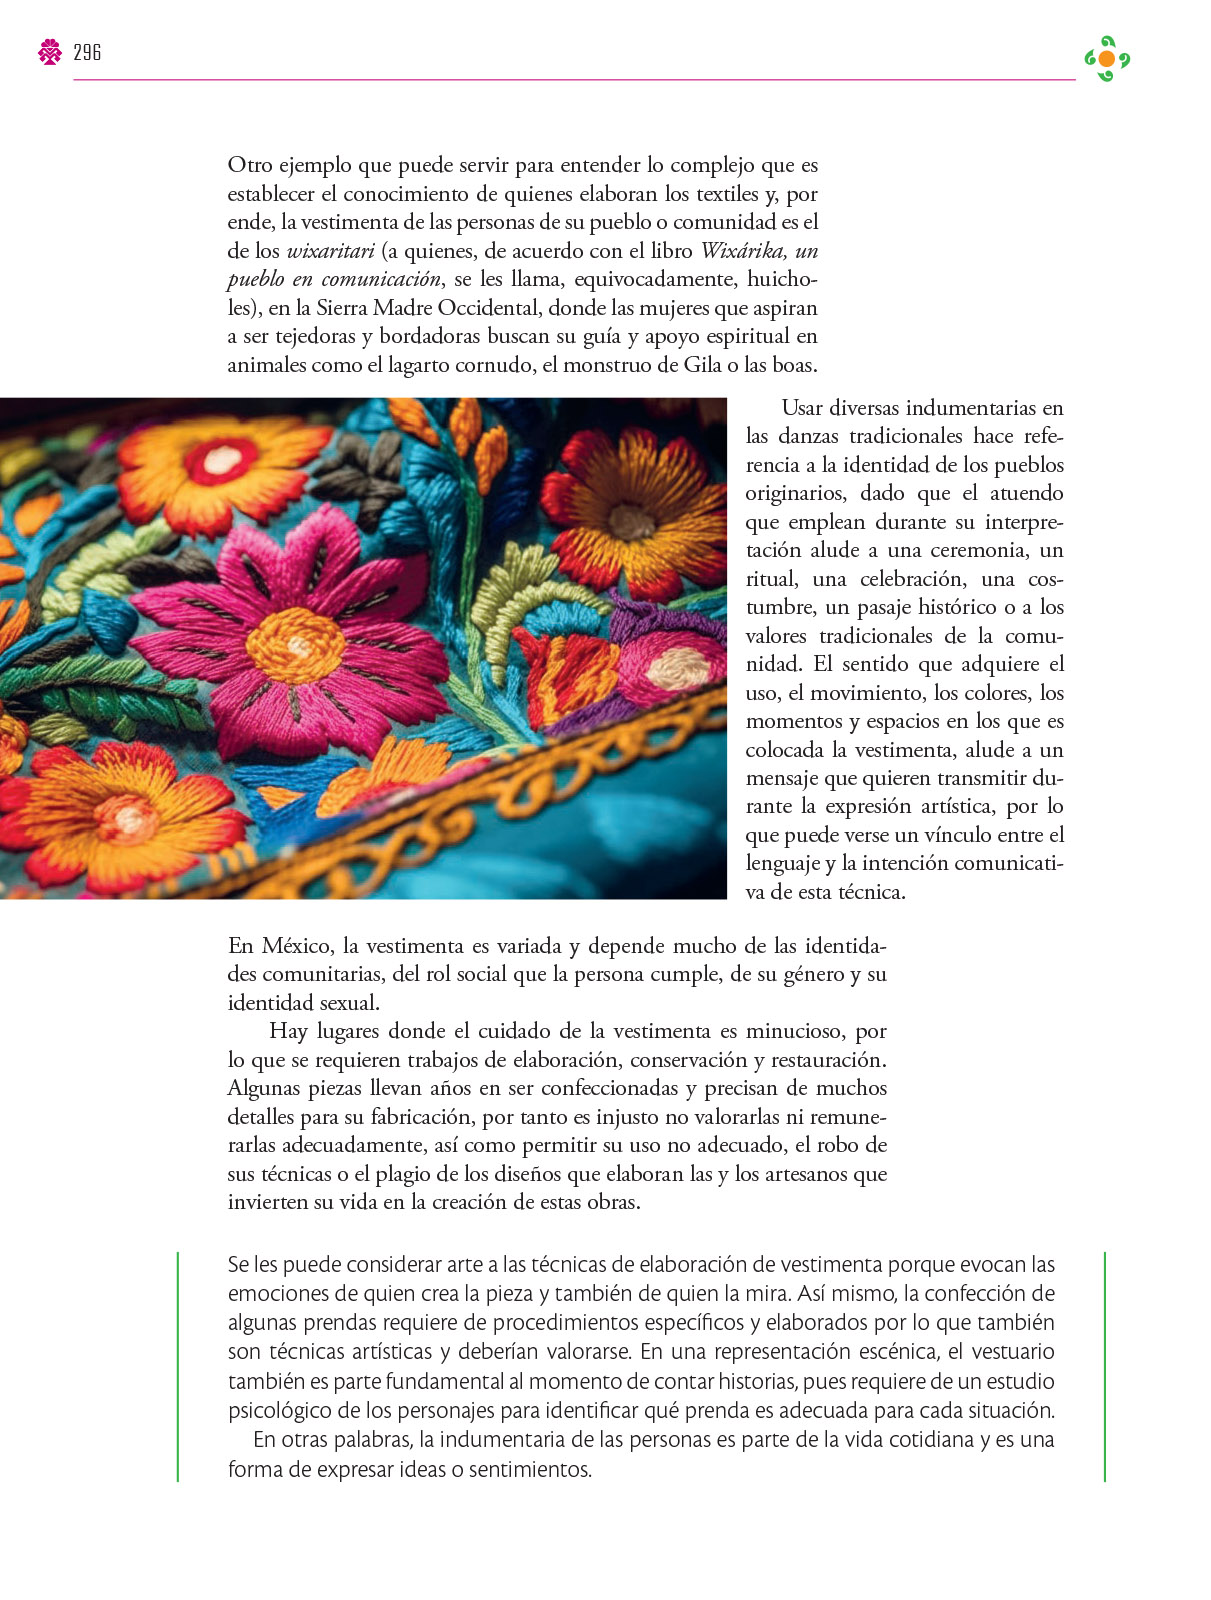 296
Otro ejemplo que puede servir para entender lo complejo que es
establecer el conocimiento de quienes elaboran los textiles y, por
ende, la vestimenta de las personas de su pueblo o comunidad es el
de los wixaritari (a quienes, de acuerdo con el libro Wixárika, un
pueblo en comunicación, se les llama, equivocadamente, huicho-
les), en la Sierra Madre Occidental, donde las mujeres que aspiran
a ser tejedoras y bordadoras buscan su guía y apoyo espiritual en
animales como el lagarto cornudo, el monstruo de Gila o las boas.
Usar diversas indumentarias en
las danzas tradicionales hace refe-
rencia a la identidad de los pueblos
originarios, dado que el atuendo
que emplean durante su interpre-
tación alude a una ceremonia, un
ritual, una celebración, una cos-
tumbre, un pasaje histórico o a los
valores tradicionales de la comu-
nidad. El sentido que adquiere el
uso, el movimiento, los colores, los
momentos y espacios en los que es
colocada la vestimenta, alude a un
mensaje que quieren transmitir du-
rante la expresión artística, por lo
que puede verse un vínculo entre el
lenguaje y la intención comunicati-
va de esta técnica.
En México, la vestimenta es variada y depende mucho de las identida-
des comunitarias, del rol social que la persona cumple, de su género y su
identidad sexual.
Hay lugares donde el cuidado de la vestimenta es minucioso, por
lo que se requieren trabajos de elaboración, conservación y restauración.
Algunas piezas llevan años en ser confeccionadas y precisan de muchos
detalles para su fabricación, por tanto es injusto no valorarlas ni remune-
rarlas adecuadamente, así como permitir su uso no adecuado, el robo de
sus técnicas o el plagio de los diseños que elaboran las y los artesanos que
invierten su vida en la creación de estas obras.
Se les puede considerar arte a las técnicas de elaboración de vestimenta porque evocan las
emociones de quien crea la pieza y también de quien la mira. Así mismo, la confección de
algunas prendas requiere de procedimientos específicos y elaborados por lo que también
son técnicas artísticas y deberían valorarse. En una representación escénica, el vestuario
también es parte fundamental al momento de contar historias, pues requiere de un estudio
psicológico de los personajes para identificar qué prenda es adecuada para cada situación.
En otras palabras, la indumentaria de las personas es parte de la vida cotidiana y es una
forma de expresar ideas o sentimientos.